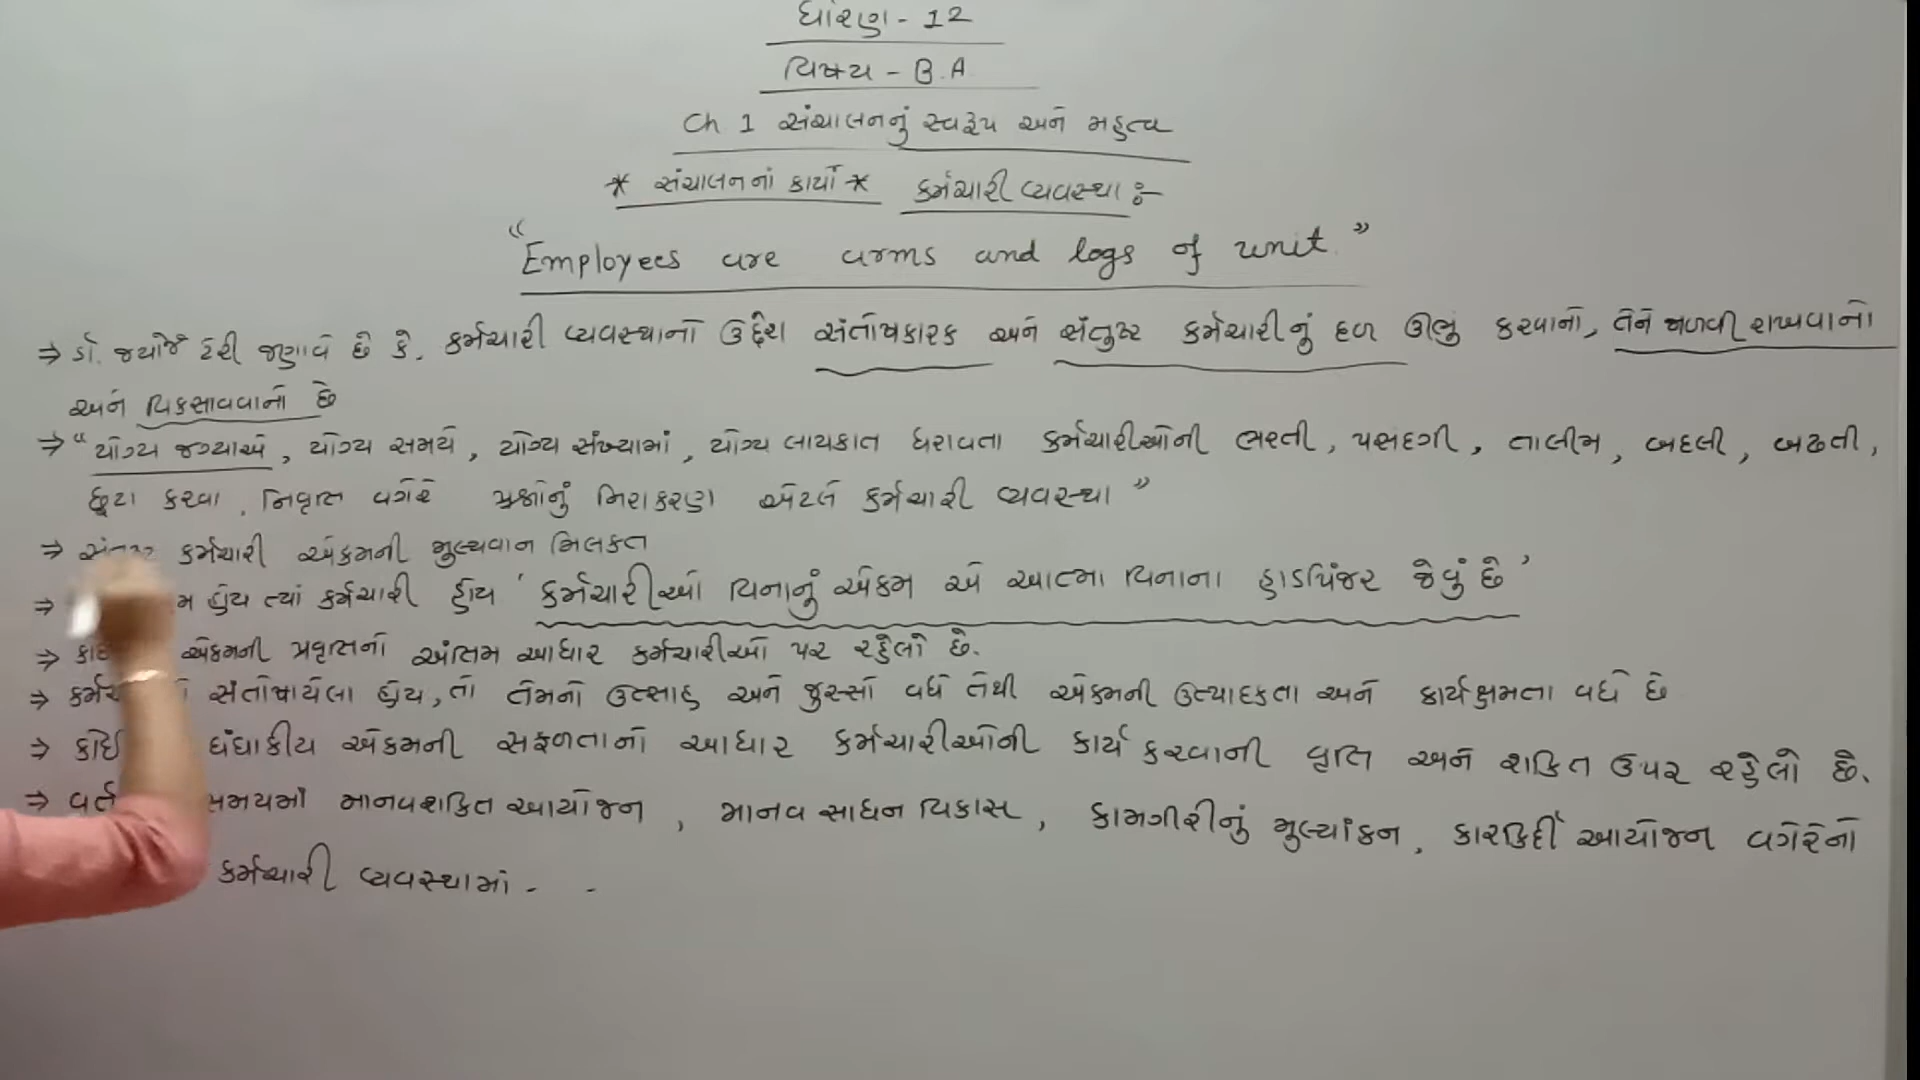 ધોરણ - 12
વિષય - B.A
Ch 1 સંચાલનનું સ્વરૂપ અને મહત્વ
* સંચાલનનાં કાર્યો * કર્મચારી વ્યવસ્થા :-
"Employees are arms and legs of unit."
⇒ ડૉ. જ્યોર્જ ટેરી જણાવે છે કે, કર્મચારી વ્યવસ્થાનો ઉદ્દેશ સંતોષકારક અને સંતુષ્ટ કર્મચારીનું દળ ઊભું કરવાનો, તેને જાળવી રાખવાનો
અને વિકસાવવાનો છે
⇒ "યોગ્ય જગ્યાએ, યોગ્ય સમયે, યોગ્ય સંખ્યામાં, યોગ્ય લાયકાત ધરાવતા કર્મચારીઓની ભરતી, પસંદગી, તાલીમ, બદલી, બઢતી,
છૂટા કરવા, નિવૃત્તિ વગેરે પ્રશ્નોનું નિરાકરણ એટલે કર્મચારી વ્યવસ્થા"
⇒ કર્મચારી એકમની મુલ્યવાન મિલકત
⇒ હોય ત્યાં કર્મચારી હોય 'કર્મચારીઓ વિનાનું એકમ એ આત્મા વિનાના હાડપિંજર જેવું છે'
⇒ એકમની પ્રવૃત્તિનો અંતિમ આધાર કર્મચારીઓ પર રહેલો છે.
⇒ સંતોષાયેલા હોય, તો તેમનો ઉત્સાહ અને જુસ્સો વધે તેથી એકમની ઉત્પાદકતા અને કાર્યક્ષમતા વધે છે
⇒ કોઈ ધંધાકીય એકમની સફળતાનો આધાર કર્મચારીઓની કાર્ય કરવાની વૃત્તિ અને શક્તિ ઉપર રહેલો છે.
⇒ સમયમાં માનવશક્તિ આયોજન, માનવ સાધન વિકાસ, કામગીરીનું મુલ્યાંકન, કારકિર્દી આયોજન વગેરેનો
કર્મચારી વ્યવસ્થામાં - -